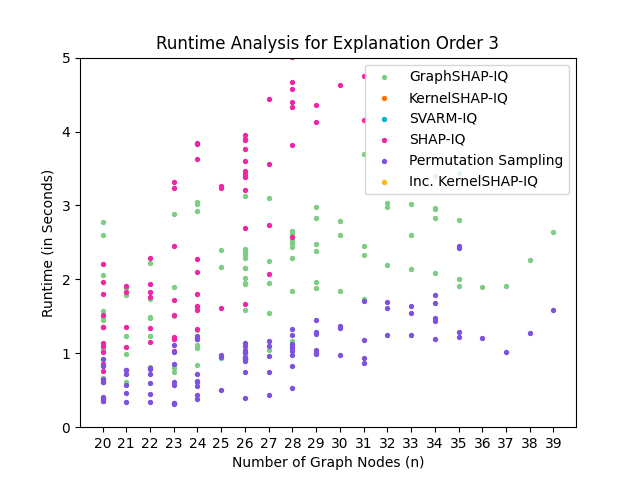 Runtime Analysis for Explanation Order 3
GraphSHAP-IQ
KernelSHAP-IQ
SVARM-IQ
SHAP-IQ
Permutation Sampling
Inc. KernelSHAP-IQ
Runtime (in Seconds)
5
4
3
2
1
0
20 21 22 23 24 25 26 27 28 29 30 31 32 33 34 35 36 37 38 39
Number of Graph Nodes (n)